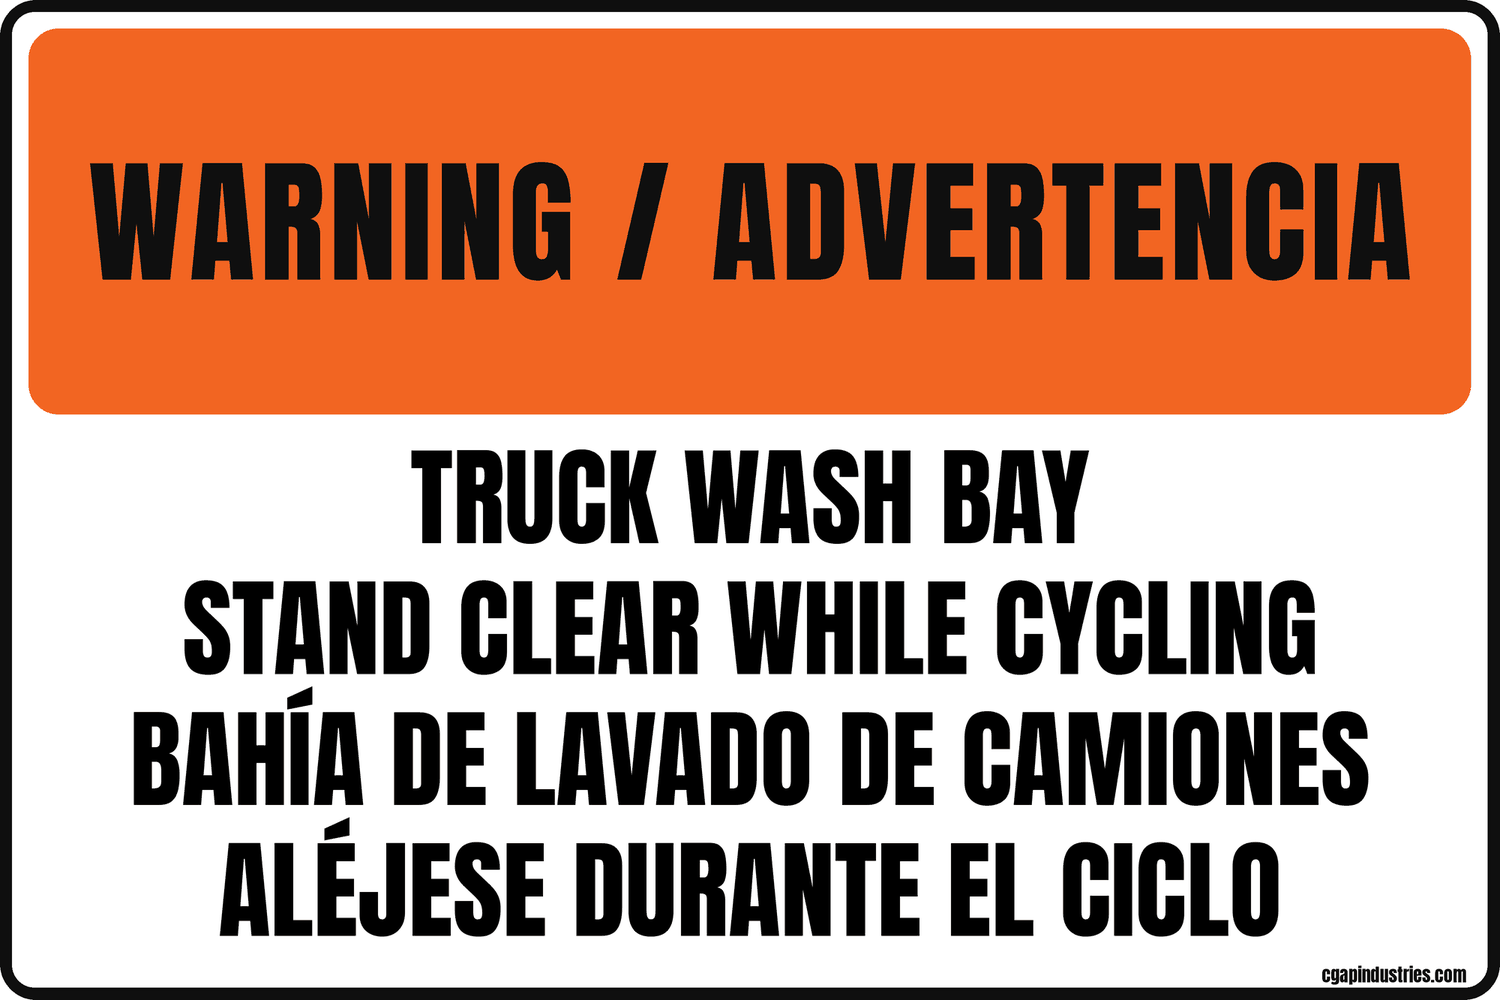 WARNING / ADVERTENCIA
TRUCK WASH BAY
STAND CLEAR WHILE CYCLING
BAHÍA DE LAVADO DE CAMIONES
ALÉJESE DURANTE EL CICLO
cgapindustries.com